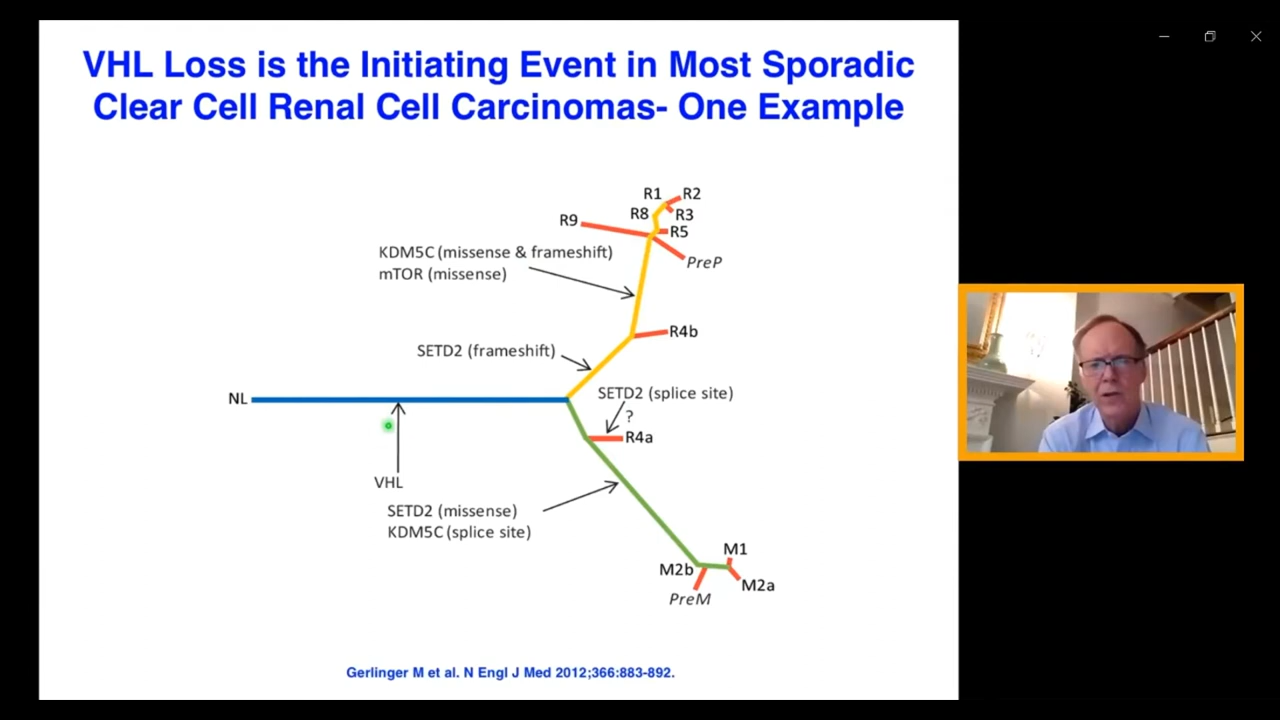 VHL Loss is the Initiating Event in Most Sporadic
Clear Cell Renal Cell Carcinomas- One Example
R1
R2
R8
R3
R9
R5
KDM5C (missense & frameshift)
PreP
mTOR (missense)
R4b
SETD2 (frameshift)
SETD2 (splice site)
NL
?
R4a
VHL
SETD2 (missense)
KDM5C (splice site)
M1
M2b
M2a
PreM
Gerlinger M et al. N Engl J Med 2012;366:883-892.